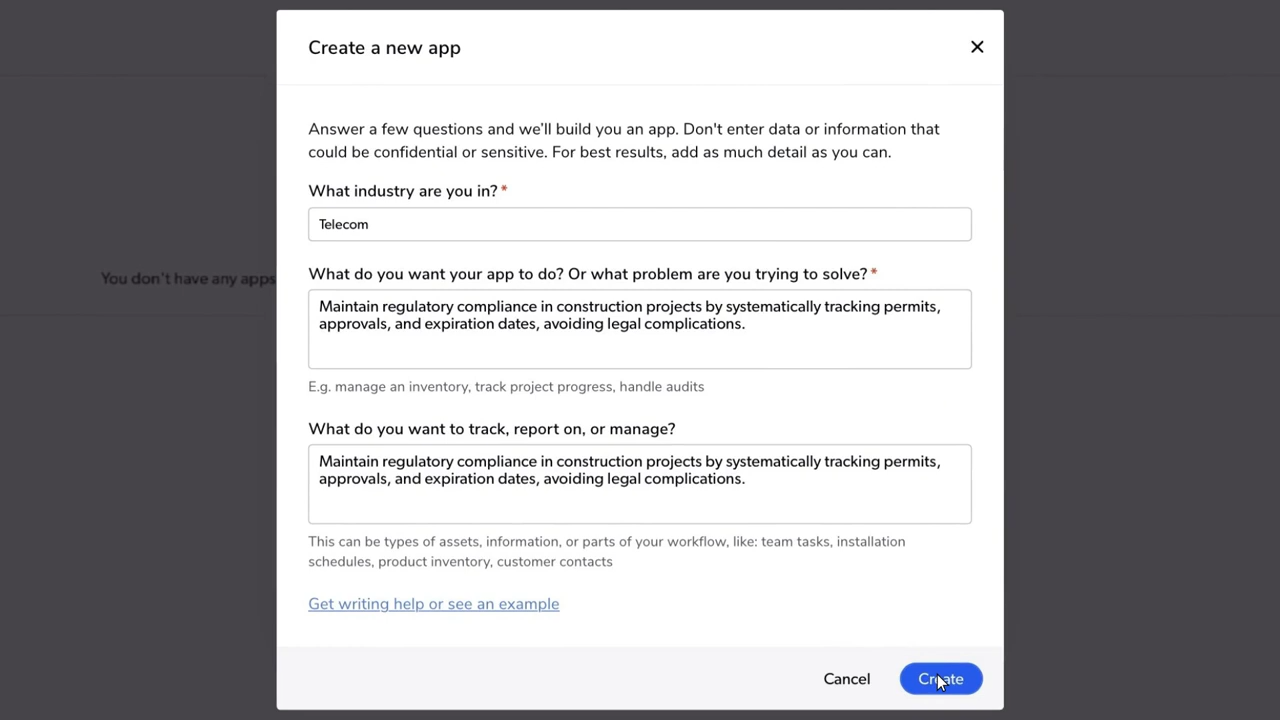 Create a new app
Answer a few questions and we'll build you an app. Don't enter data or information that
could be confidential or sensitive. For best results, add as much detail as you can.
What industry are you in? *
Telecom
You don't have any apps
What do you want your app to do? Or what problem are you trying to solve? *
Maintain regulatory compliance in construction projects by systematically tracking permits,
approvals, and expiration dates, avoiding legal complications.
E.g. manage an inventory, track project progress, handle audits
What do you want to track, report on, or manage?
Maintain regulatory compliance in construction projects by systematically tracking permits,
approvals, and expiration dates, avoiding legal complications.
This can be types of assets, information, or parts of your workflow, like: team tasks, installation
schedules, product inventory, customer contacts
Get writing help or see an example
Cancel
Create